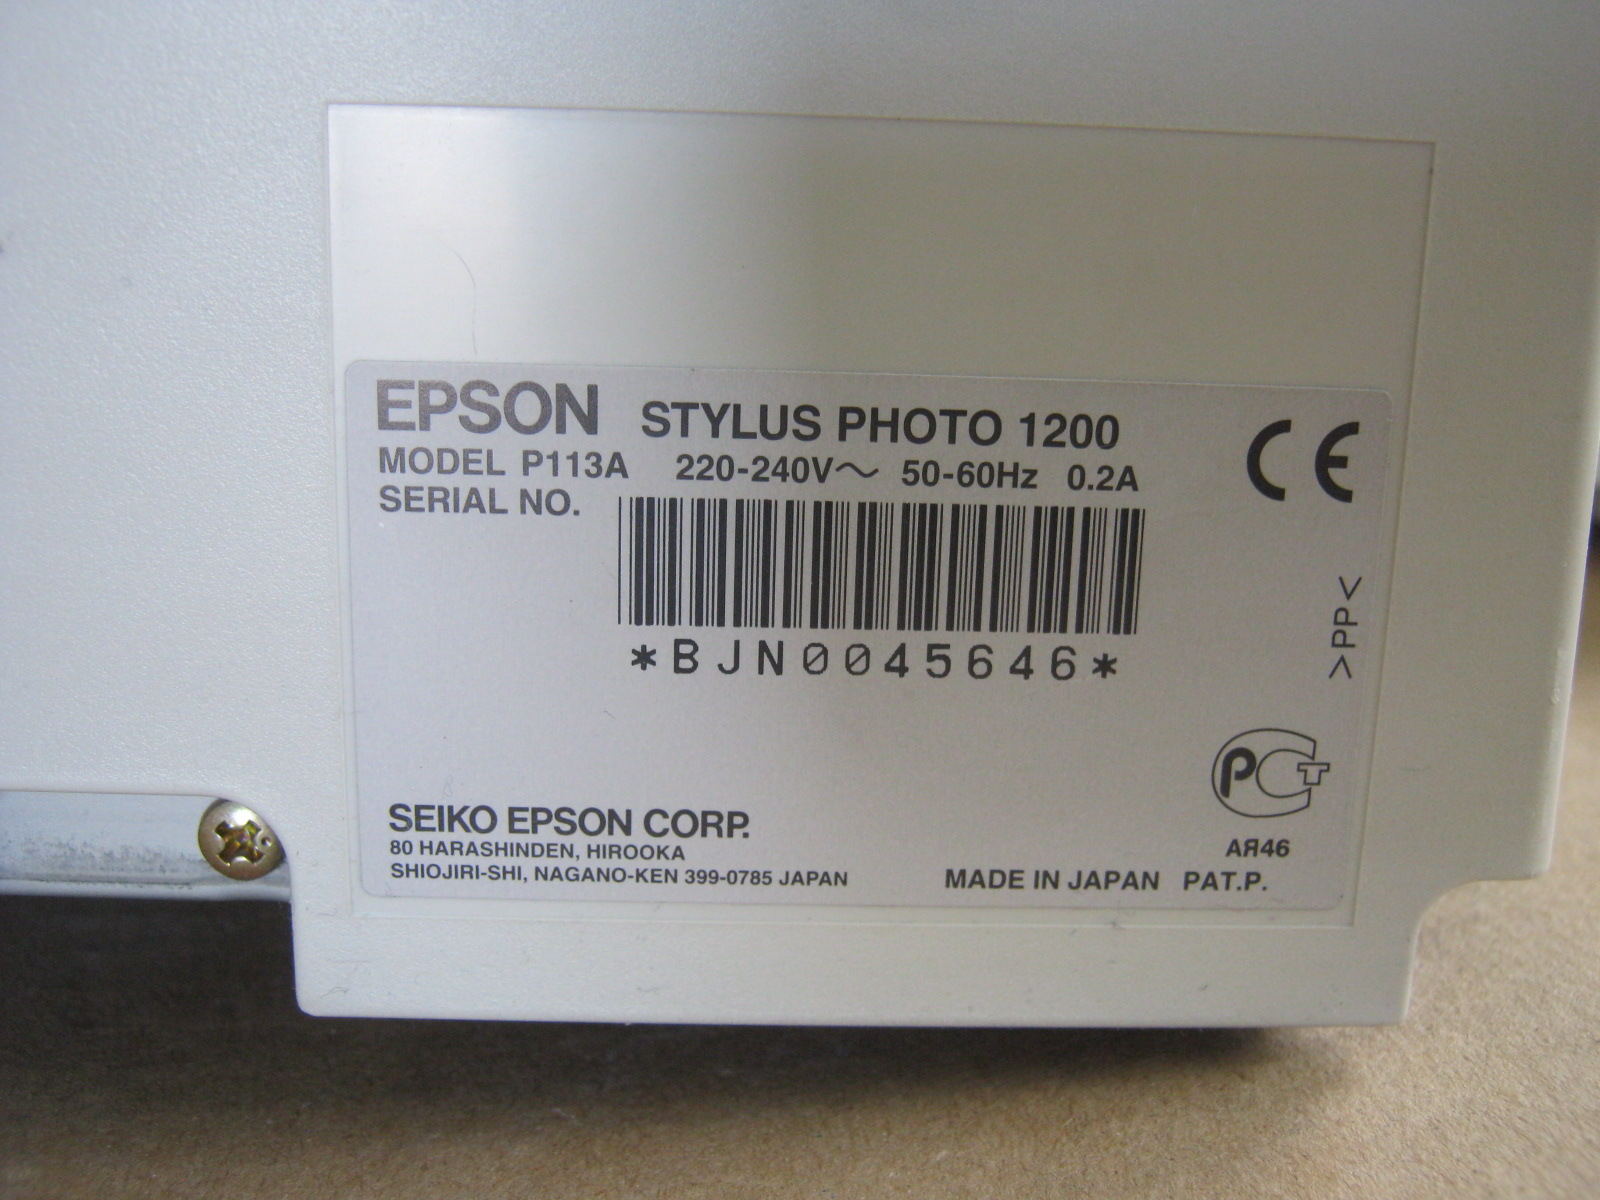 EPSON STYLUS PHOTO 1200
MODEL P113A 220-240V～ 50-60Hz 0.2A
SERIAL NO.
*BJN0045646*
CE
>PP<
РСТ
АЯ46
SEIKO EPSON CORP.
80 HARASHINDEN, HIROOKA
SHIOJIRI-SHI, NAGANO-KEN 399-0785 JAPAN
MADE IN JAPAN PAT.P.